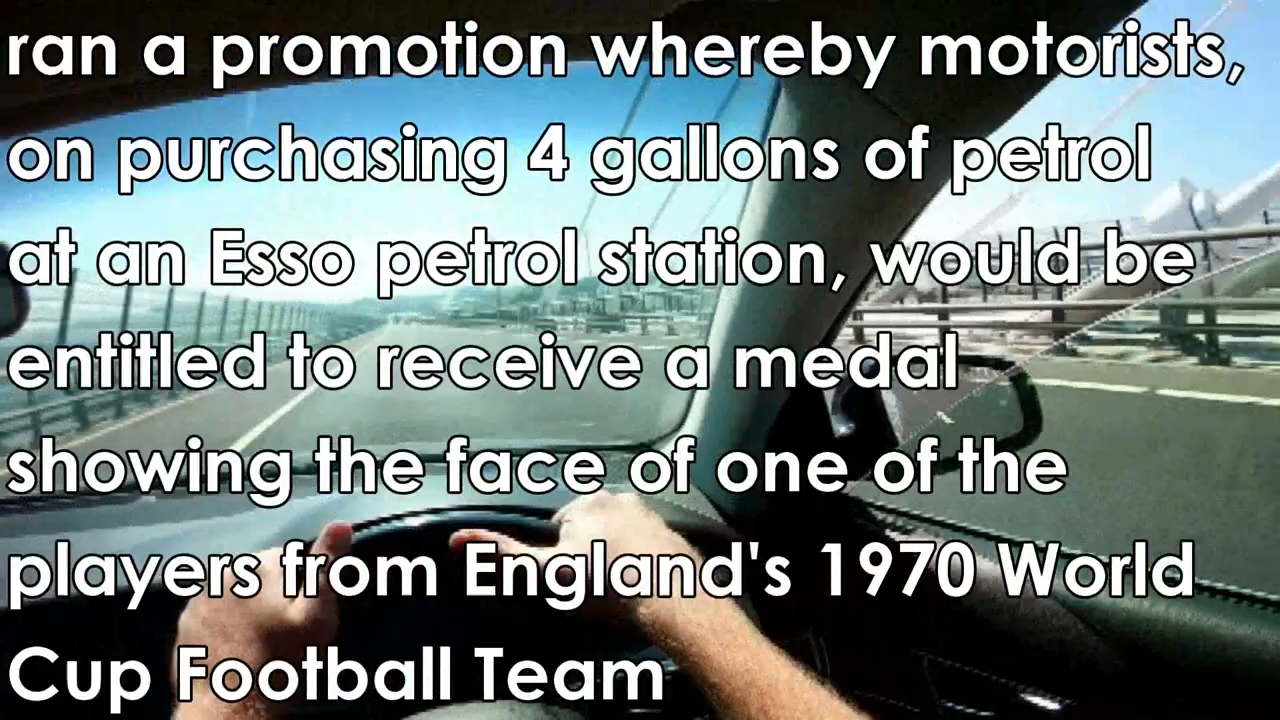 ran a promotion whereby motorists,
on purchasing 4 gallons of petrol
at an Esso petrol station, would be
entitled to receive a medal
showing the face of one of the
players from England's 1970 World
Cup Football Team